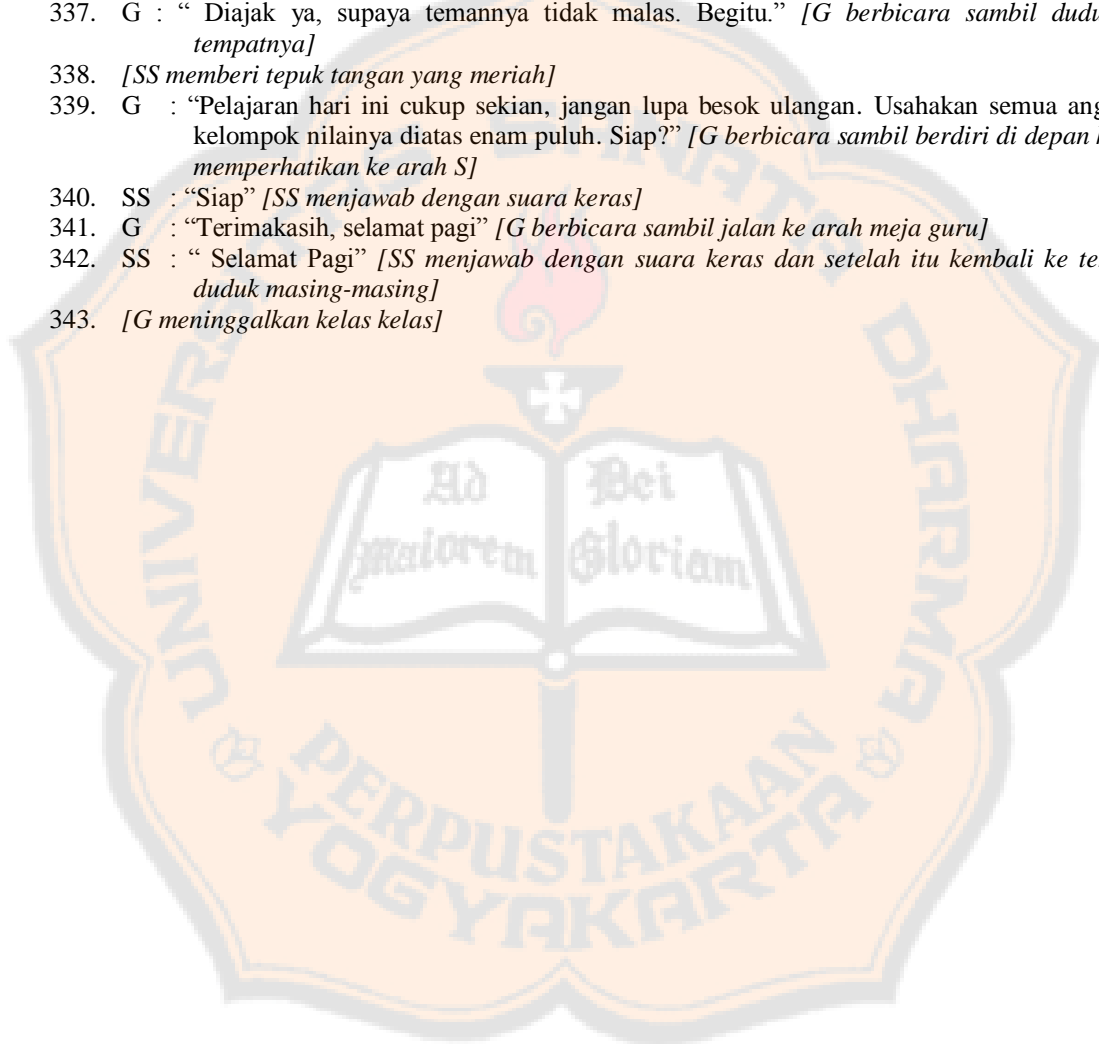 337. G : “ Diajak ya, supaya temannya tidak malas. Begitu.” [G berbicara sambil
tempatnya]
338. [SS memberi tepuk tangan yang meriah]
339. G : “Pelajaran hari ini cukup sekian, jangan lupa besok ulangan. Usahakan semua
kelompok nilainya diatas enam puluh. Siap?” [G berbicara sambil berdiri di depan
memperhatikan ke arah S]
340. SS : “Siap” [SS menjawab dengan suara keras]
341. G : “Terimakasih, selamat pagi” [G berbicara sambil jalan ke arah meja guru]
342. SS : “ Selamat Pagi” [SS menjawab dengan suara keras dan setelah itu kembali ke
duduk masing-masing]
343. [G meninggalkan kelas kelas]
UNIVERSITAS SANATA DHARMA
Ad Dei
maiorem Gloriam
PERPUSTAKAAN
YOGYAKARTA